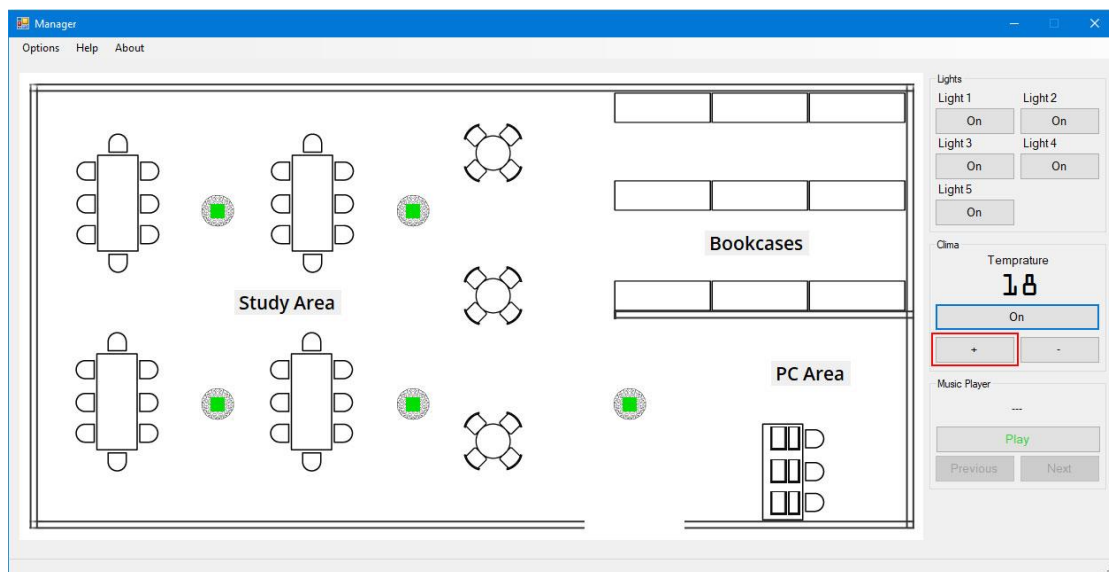 Manager
Options Help About
Lights
Light 1 Light 2
On On
Light 3 Light 4
On On
Light 5
On
Bookcases
Clima
Temprature
18
On
Study Area
+ -
PC Area
Music Player
---
Play
Previous Next